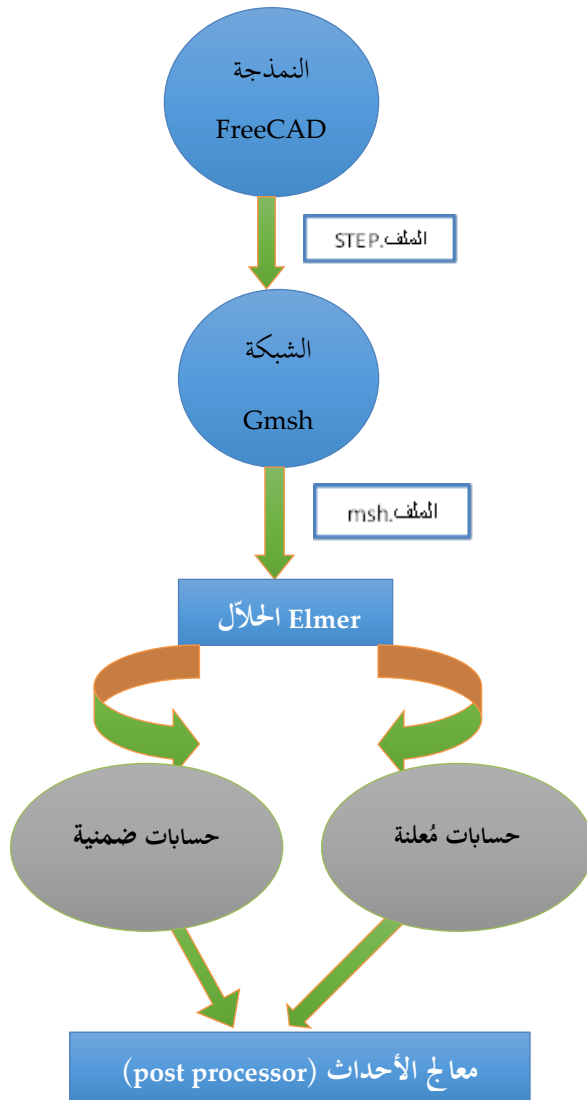 النمذجة
FreeCAD
الملف.STEP
الشبكة
Gmsh
الملف.msh
الحلاّل Elmer
حسابات ضمنية
حسابات مُعلنة
معالج الأحداث (post processor)